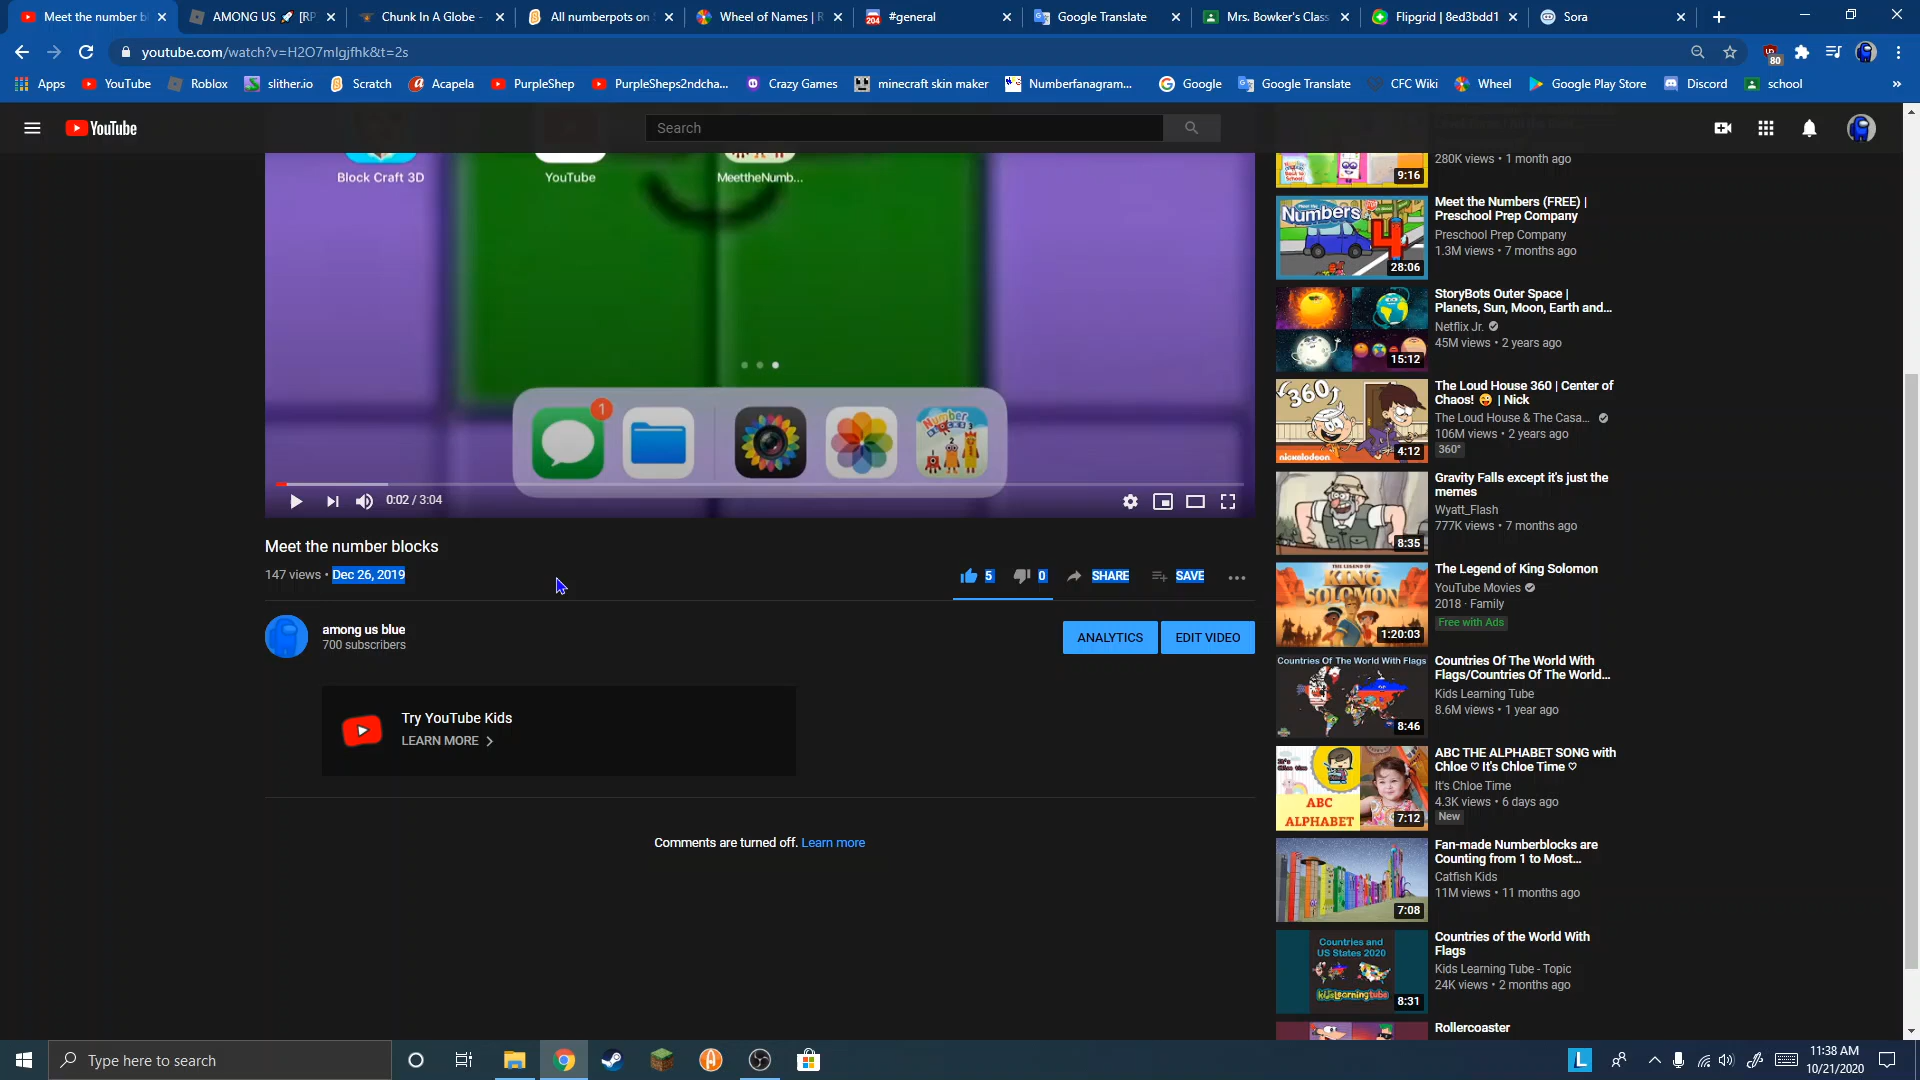 Meet the number b
AMONG US 🚀 [RP
Chunk In A Globe -
All numberpots on
Wheel of Names | R
#general
Google Translate
Mrs. Bowker's Class
Flipgrid | 8ed3bdd1
Sora
youtube.com/watch?v=H2O7mlgjfhk&t=2s
80
Apps
YouTube
Roblox
slither.io
Scratch
Acapela
PurpleShep
PurpleSheps2ndcha...
Crazy Games
minecraft skin maker
Numberfanagram...
Google
Google Translate
CFC Wiki
Wheel
Google Play Store
Discord
school
»
YouTube
Search
Block Craft 3D
YouTube
MeettheNumb...
1
Number
BLOCKS
0:02 / 3:04
Meet the number blocks
147 views • Dec 26, 2019
5
0
SHARE
SAVE
among us blue
700 subscribers
ANALYTICS
EDIT VIDEO
Try YouTube Kids
LEARN MORE
Comments are turned off. Learn more
280K views • 1 month ago
9:16
Numbers
4
28:06
Meet the Numbers (FREE) |
Preschool Prep Company
Preschool Prep Company
1.3M views • 7 months ago
15:12
StoryBots Outer Space |
Planets, Sun, Moon, Earth and...
Netflix Jr.
45M views • 2 years ago
360°
nickelodeon
4:12
The Loud House 360 | Center of
Chaos! 😜 | Nick
The Loud House & The Casa...
106M views • 2 years ago
360°
8:35
Gravity Falls except it's just the
memes
Wyatt_Flash
777K views • 7 months ago
THE LEGEND OF
KING
SOLOMON
1:20:03
The Legend of King Solomon
YouTube Movies
2018 · Family
Free with Ads
Countries Of The World With Flags
8:46
Countries Of The World With
Flags/Countries Of The World...
Kids Learning Tube
8.6M views • 1 year ago
ABC
ALPHABET
7:12
ABC THE ALPHABET SONG with
Chloe ♡ It's Chloe Time ♡
It's Chloe Time
4.3K views • 6 days ago
New
7:08
Fan-made Numberblocks are
Counting from 1 to Most...
Catfish Kids
11M views • 11 months ago
Countries and
US States 2020
kidsLearningtube
8:31
Countries of the World With
Flags
Kids Learning Tube - Topic
24K views • 2 months ago
Rollercoaster
Type here to search
L
11:38 AM
10/21/2020